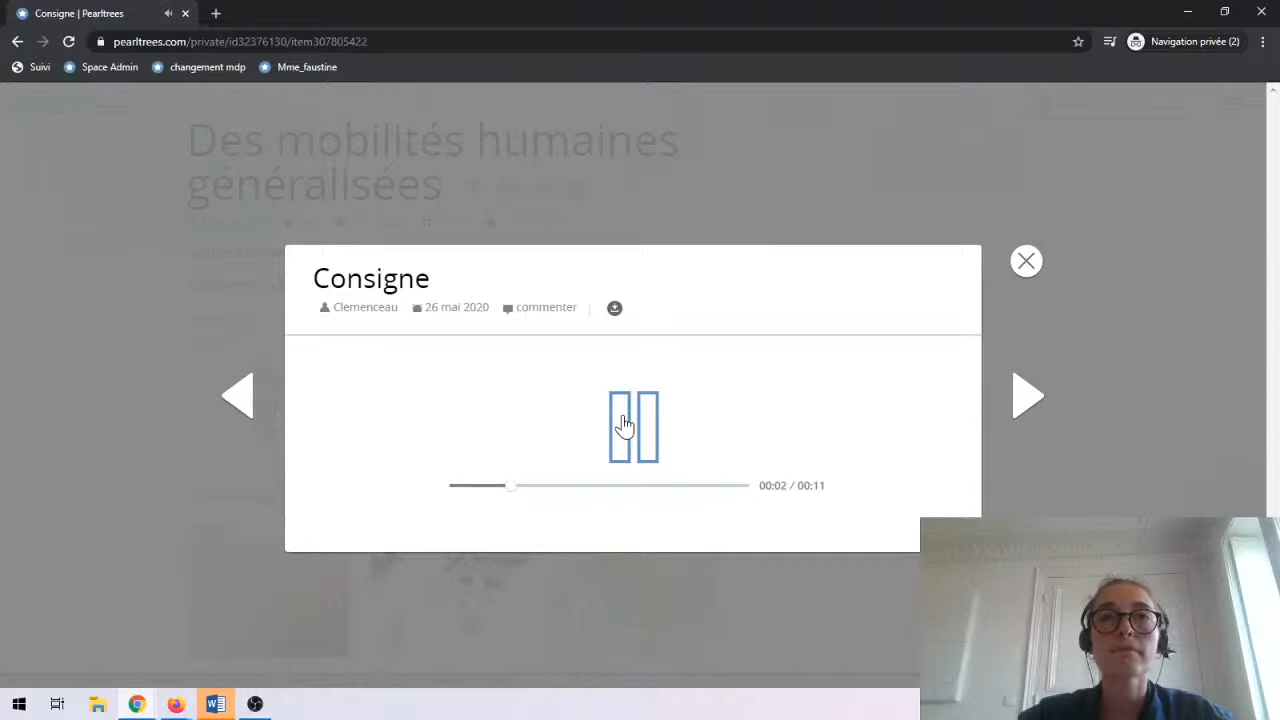 Consigne | Pearltrees
pearltrees.com/private/id32376130/item307805422
Navigation privée (2)
Suivi
Space Admin
changement mdp
Mme_faustine
Des mobilités humaines
généralisées
Consigne
Clemenceau
26 mai 2020
commenter
00:02 / 00:11